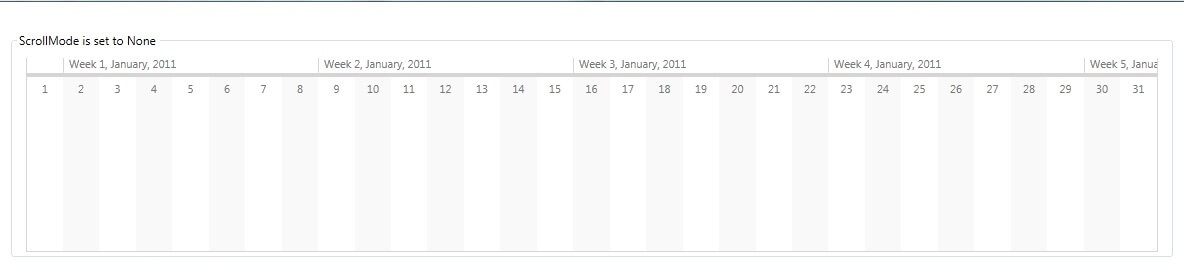 ScrollMode is set to None
Week 1, January, 2011 Week 2, January, 2011 Week 3, January, 2011 Week 4, January, 2011 Week 5, Janua
1 2 3 4 5 6 7 8 9 10 11 12 13 14 15 16 17 18 19 20 21 22 23 24 25 26 27 28 29 30 31